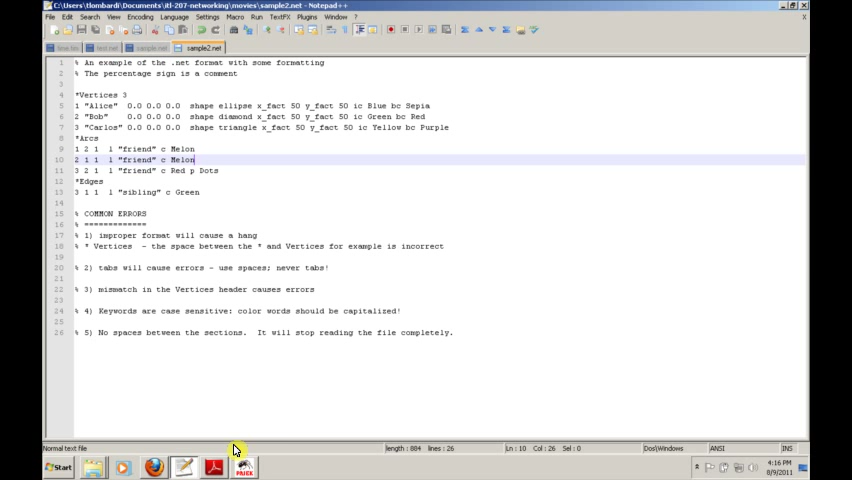 C:\Users\tlombardi\Documents\itl-207-networking\movies\sample2.net - Notepad++
File Edit Search View Encoding Language Settings Macro Run TextFX Plugins Window ?
time.tsv test.net sample.net sample2.net
1 % An example of the .net format with some formatting
2 % The percentage sign is a comment
3
4 *Vertices 3
5 1 "Alice" 0.0 0.0 0.0 shape ellipse x_fact 50 y_fact 50 ic Blue bc Sepia
6 2 "Bob" 0.0 0.0 0.0 shape diamond x_fact 50 y_fact 50 ic Green bc Red
7 3 "Carlos" 0.0 0.0 0.0 shape triangle x_fact 50 y_fact 50 ic Yellow bc Purple
8 *Arcs
9 1 2 1 l "friend" c Melon
10 2 1 1 l "friend" c Melon
11 3 2 1 l "friend" c Red p Dots
12 *Edges
13 3 1 1 l "sibling" c Green
14
15 % COMMON ERRORS
16 % =============
17 % 1) improper format will cause a hang
18 % * Vertices - the space between the * and Vertices for example is incorrect
19
20 % 2) tabs will cause errors - use spaces; never tabs!
21
22 % 3) mismatch in the Vertices header causes errors
23
24 % 4) Keywords are case sensitive: color words should be capitalized!
25
26 % 5) No spaces between the sections. It will stop reading the file completely.
Normal text file length : 884 lines : 26 Ln : 10 Col : 26 Sel : 0 Dos\Windows ANSI INS
Start PAJEK 4:16 PM
8/9/2011